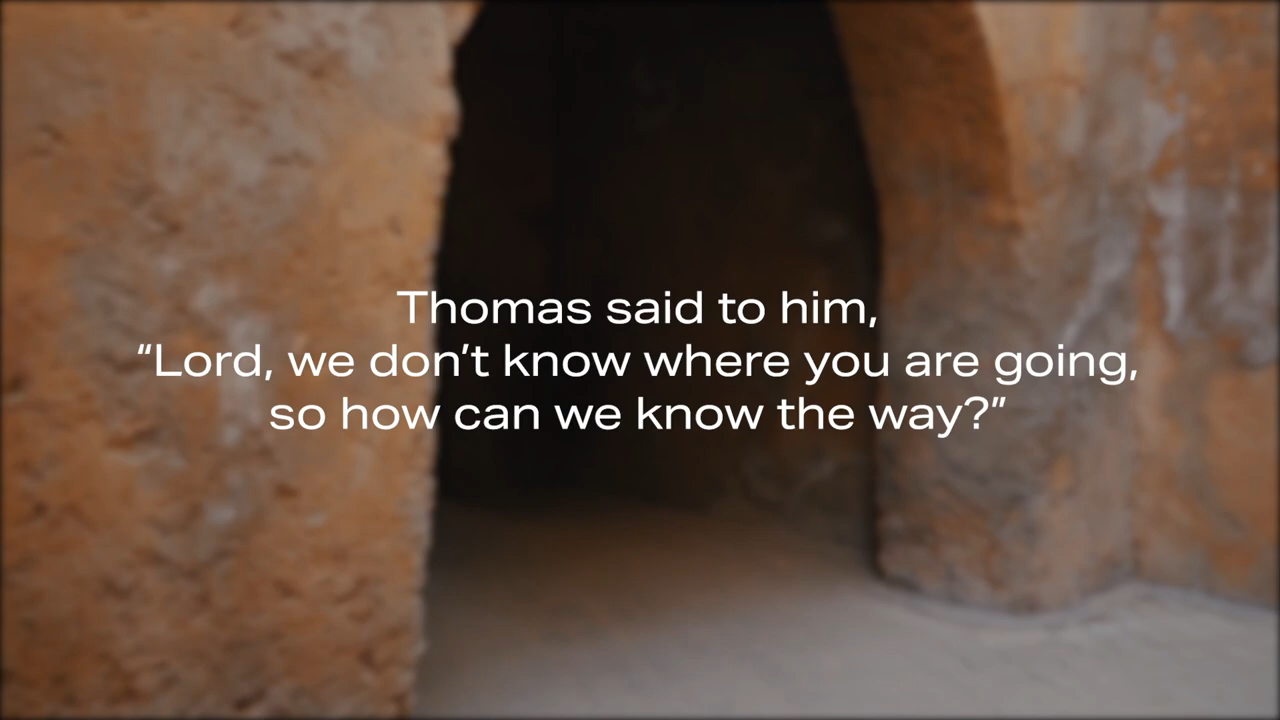 Thomas said to him,
“Lord, we don’t know where you are going,
so how can we know the way?”